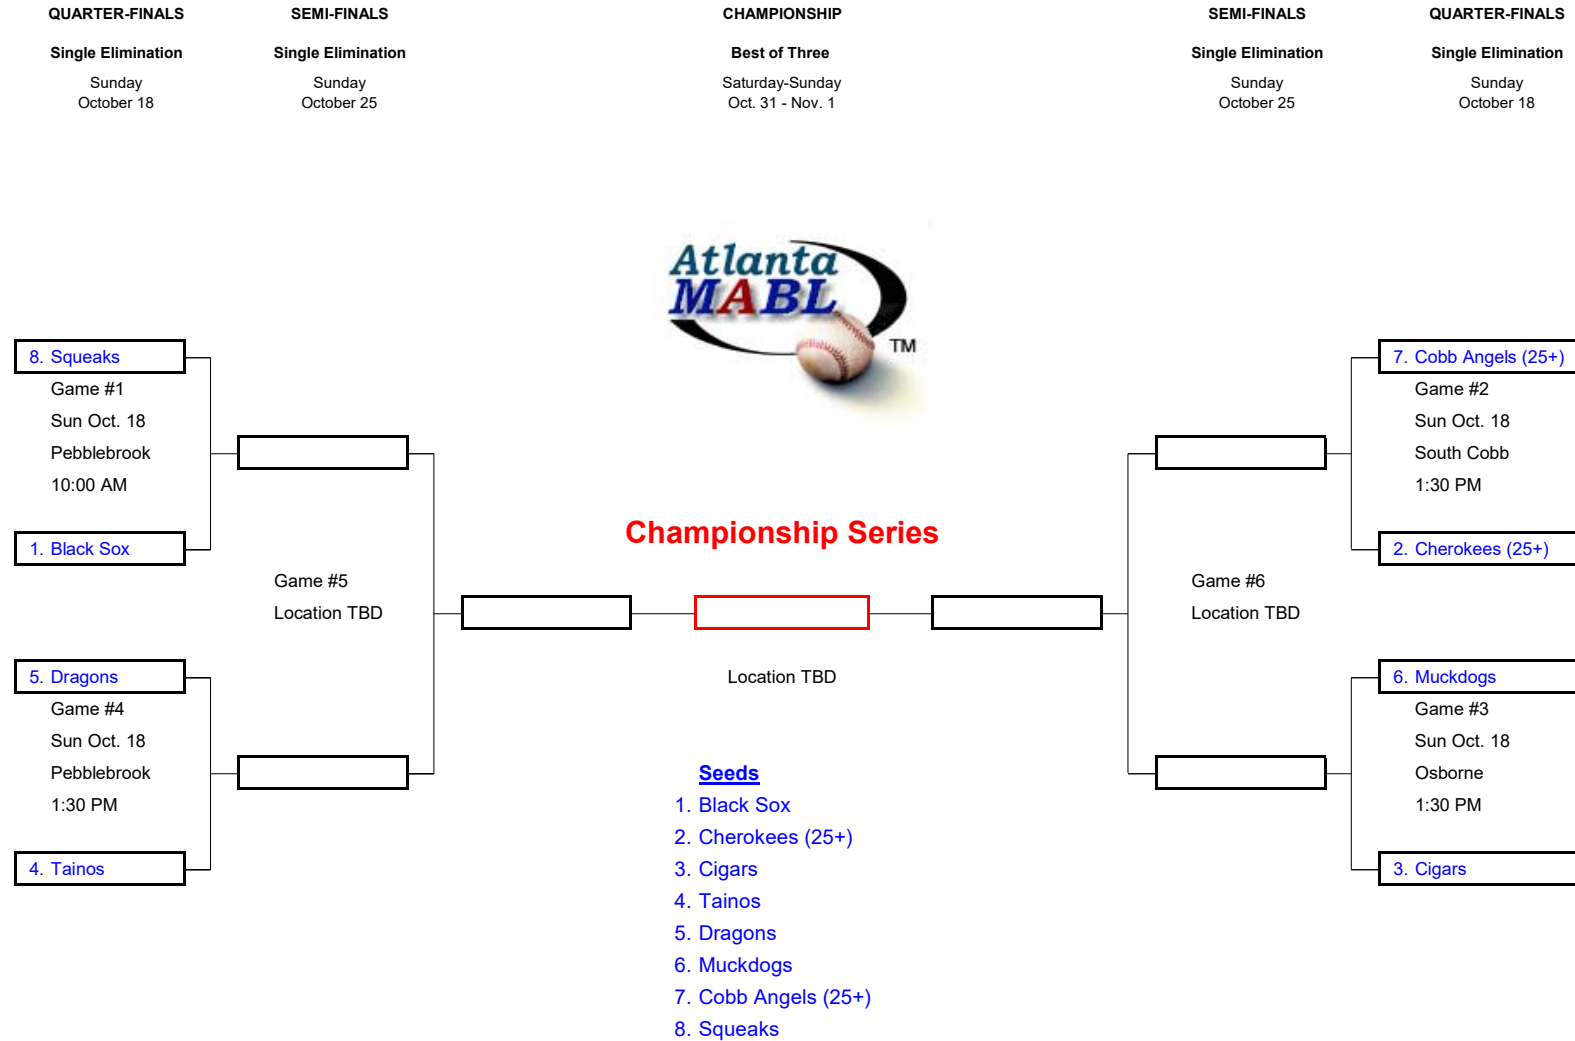 QUARTER-FINALS SEMI-FINALS CHAMPIONSHIP SEMI-FINALS QUARTER-FINALS
Single Elimination Single Elimination Best of Three Single Elimination Single Elimination
Sunday Sunday Saturday-Sunday Sunday Sunday
October 18 October 25 Oct. 31 - Nov. 1 October 25 October 18
Atlanta
MABL
TM
8. Squeaks 7. Cobb Angels (25+)
Game #1 Game #2
Sun Oct. 18 Sun Oct. 18
Pebblebrook South Cobb
10:00 AM 1:30 PM
Championship Series
1. Black Sox 2. Cherokees (25+)
Game #5 Game #6
Location TBD Location TBD
5. Dragons Location TBD 6. Muckdogs
Game #4 Game #3
Sun Oct. 18 Sun Oct. 18
Pebblebrook Seeds Osborne
1:30 PM 1. Black Sox 1:30 PM
2. Cherokees (25+)
4. Tainos 3. Cigars 3. Cigars
4. Tainos
5. Dragons
6. Muckdogs
7. Cobb Angels (25+)
8. Squeaks